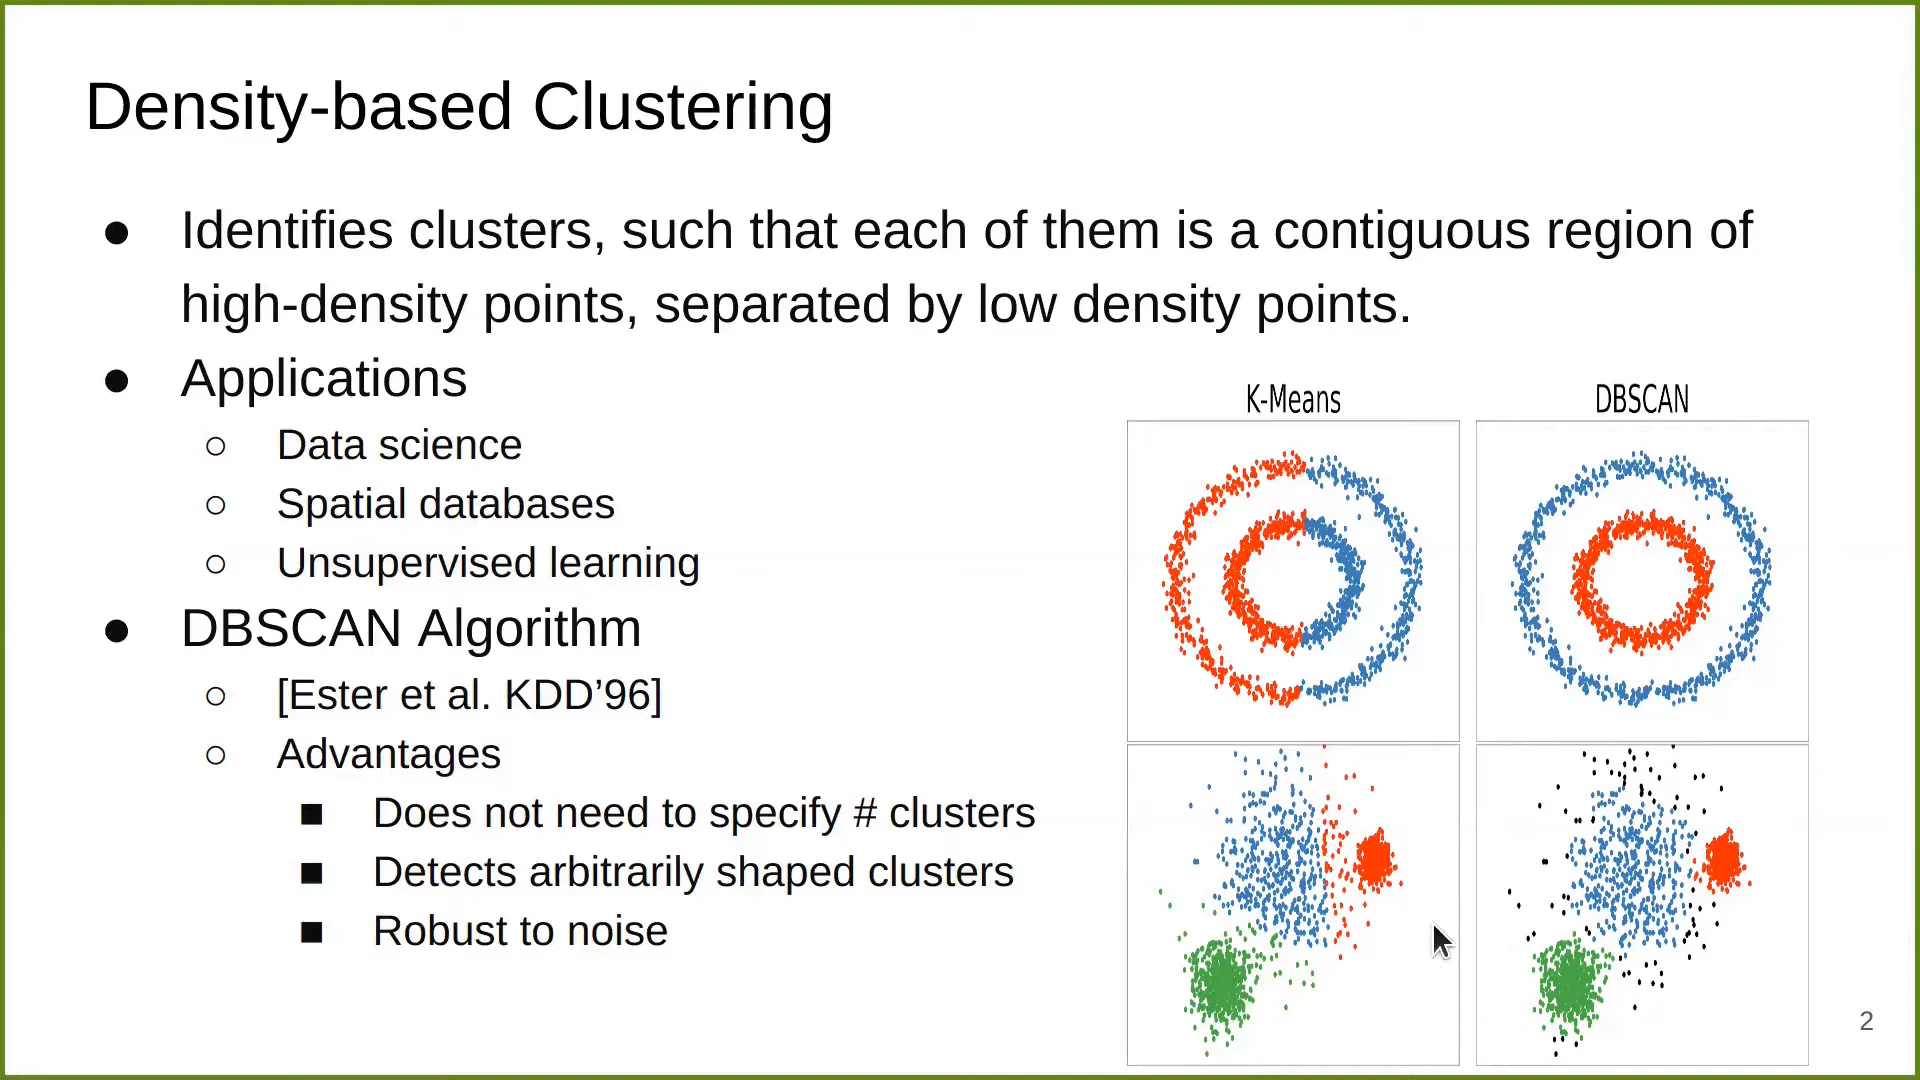 Density-based Clustering
● Identifies clusters, such that each of them is a contiguous region of
high-density points, separated by low density points.
● Applications
○ Data science
○ Spatial databases
○ Unsupervised learning
● DBSCAN Algorithm
○ [Ester et al. KDD’96]
○ Advantages
■ Does not need to specify # clusters
■ Detects arbitrarily shaped clusters
■ Robust to noise
K-Means
DBSCAN
2